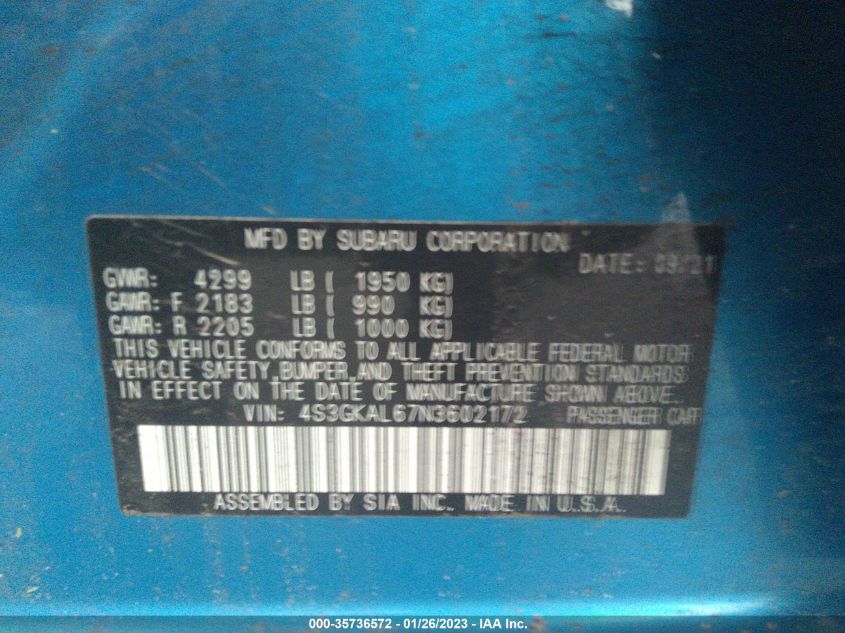 MFD BY SUBARU CORPORATION
DATE: 09/21
GVWR: 4299 LB ( 1950 KG)
GAWR: F 2183 LB ( 990 KG)
GAWR: R 2205 LB ( 1000 KG)
THIS VEHICLE CONFORMS TO ALL APPLICABLE FEDERAL MOTOR
VEHICLE SAFETY, BUMPER, AND THEFT PREVENTION STANDARDS
IN EFFECT ON THE DATE OF MANUFACTURE SHOWN ABOVE.
VIN: 4S3GKAL67N3602172 PASSENGER CAR
ASSEMBLED BY SIA INC. MADE IN U.S.A.
000-35736572 — 01/26/2023 - IAA Inc.